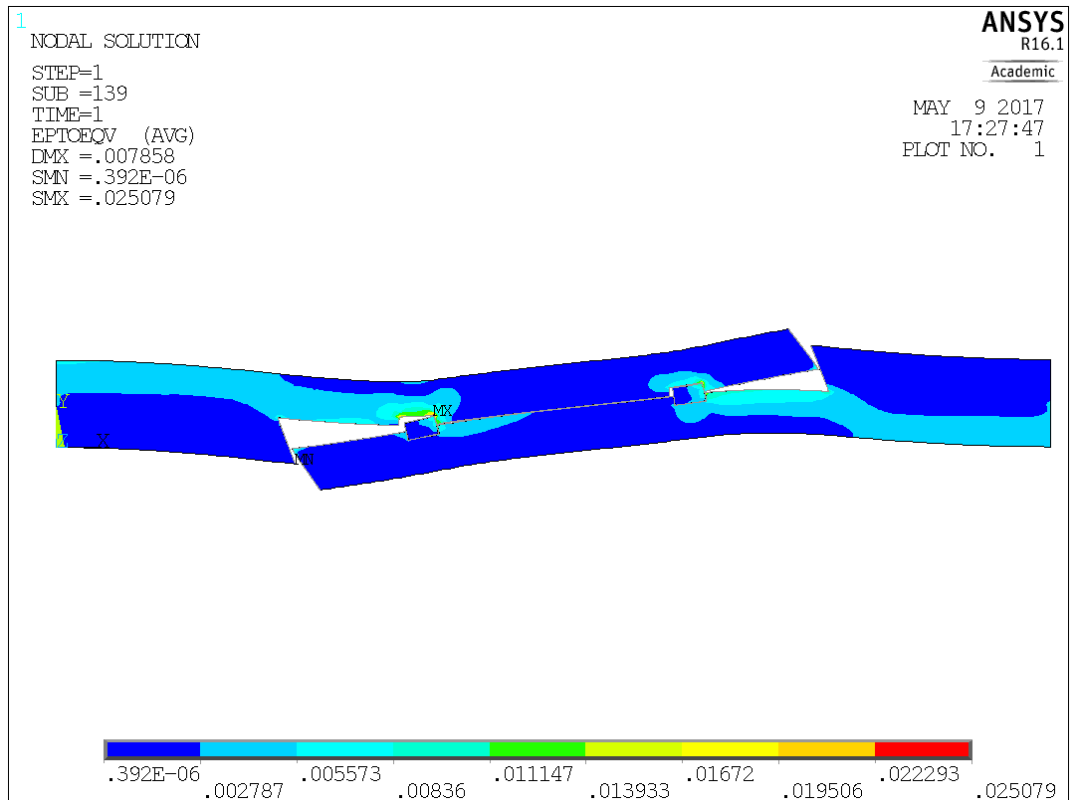 1
NODAL SOLUTION
STEP=1
SUB =139
TIME=1
EPTOEQV  (AVG)
DMX =.007858
SMN =.392E-06
SMX =.025079
ANSYS
R16.1
Academic
MAY  9 2017
17:27:47
PLOT NO.   1
MX
Y
Z X
MN
.392E-06 .005573 .011147 .01672 .022293
.002787 .00836 .013933 .019506 .025079